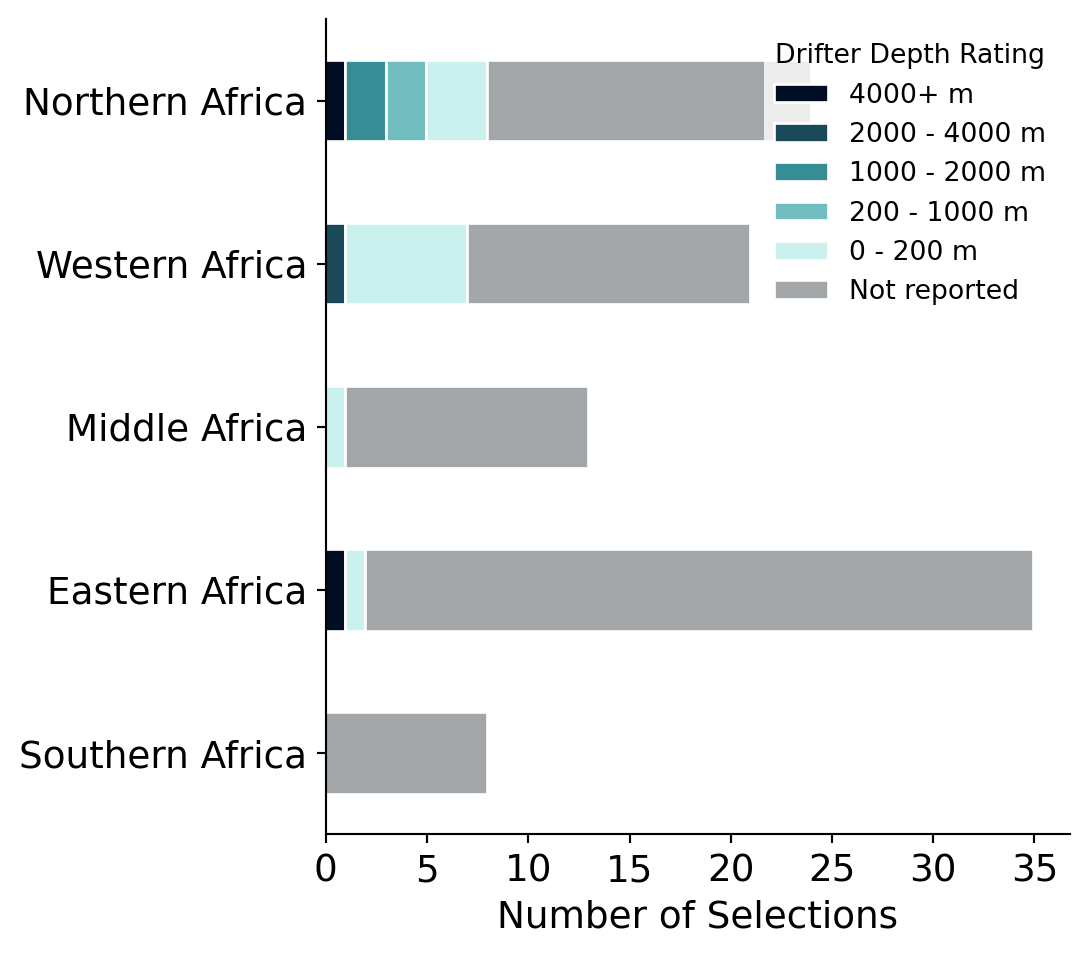 Drifter Depth Rating
4000+ m
2000 - 4000 m
1000 - 2000 m
200 - 1000 m
0 - 200 m
Not reported
Northern Africa
Western Africa
Middle Africa
Eastern Africa
Southern Africa
0 5 10 15 20 25 30 35
Number of Selections